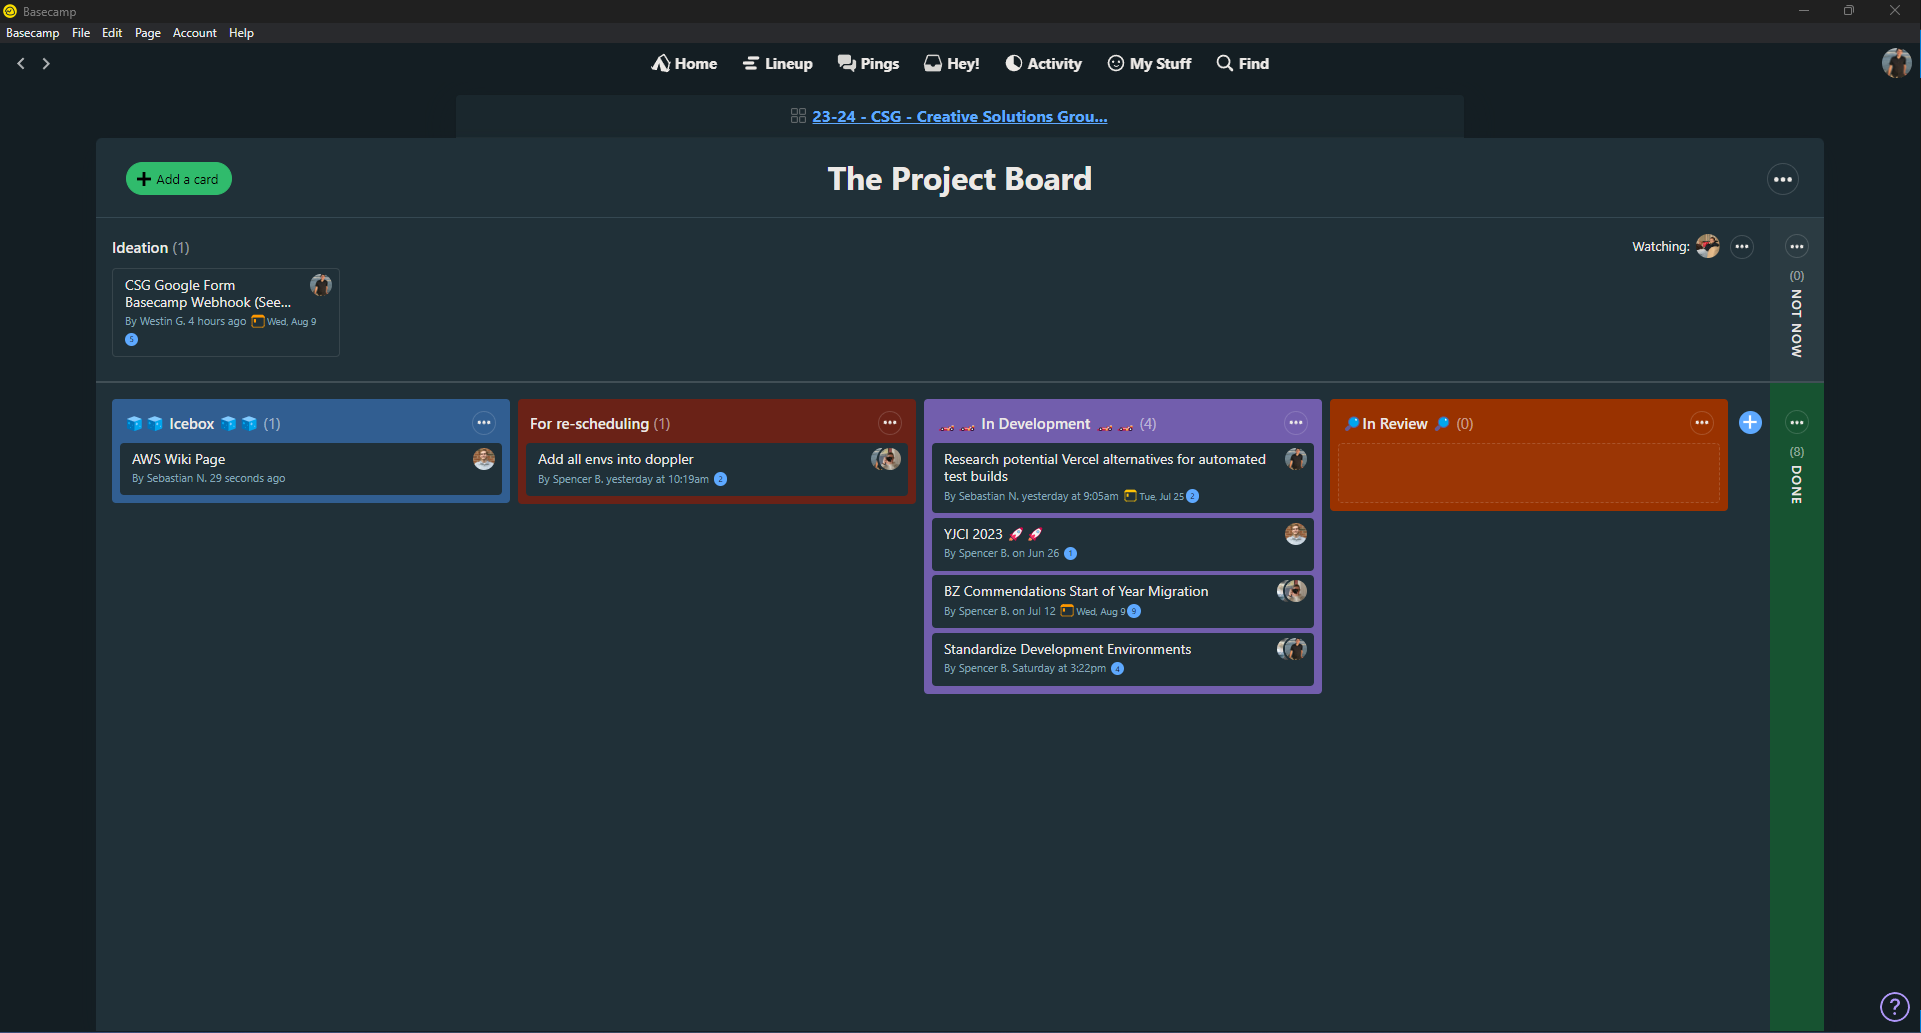 Basecamp
Basecamp File Edit Page Account Help
Home Lineup Pings Hey! Activity My Stuff Find
23-24 - CSG - Creative Solutions Grou...
Add a card
The Project Board
Ideation (1)
Watching:
CSG Google Form
Basecamp Webhook (See...
By Westin G. 4 hours ago Wed, Aug 9
5
(0) NOT NOW
Icebox (1)
AWS Wiki Page
By Sebastian N. 29 seconds ago
For re-scheduling (1)
Add all envs into doppler
By Spencer B. yesterday at 10:19am 2
In Development (4)
Research potential Vercel alternatives for automated
test builds
By Sebastian N. yesterday at 9:05am Tue, Jul 25 2
YJCI 2023
By Spencer B. on Jun 26 1
BZ Commendations Start of Year Migration
By Spencer B. on Jul 12 Wed, Aug 9 9
Standardize Development Environments
By Spencer B. Saturday at 3:22pm 4
In Review (0)
(8) DONE
?